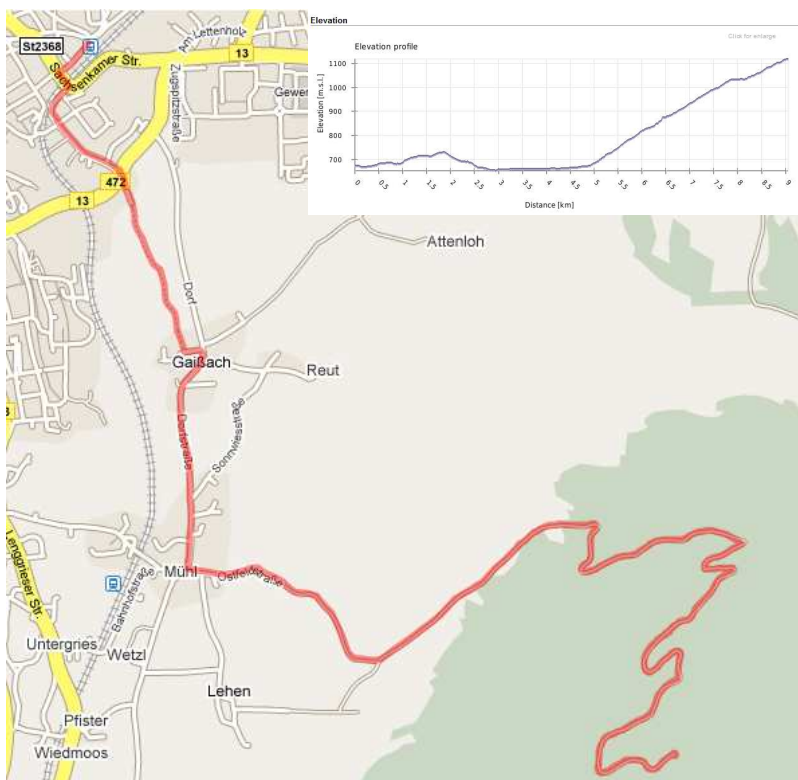 Elevation
Click for enlarge
Elevation profile
Elevation [m.s.l.]
1100
1000
900
800
700
0
0.5
1
1.5
2
2.5
3
3.5
4
4.5
5
5.5
6
6.5
7
7.5
8
8.5
9
Distance [km]
St2368
Sachsenkamer Str.
Am Lettenholz
13
Zugspitzstraße
Gewer
472
13
Attenloh
Dorf
Gaißach
Reut
Dorfstraße
Sonnwiesstraße
Lenggrieser Str.
Mühl
Ostfeldstraße
Bahnhofstraße
Untergries
Wetzl
Lehen
Pfister
Wiedmoos